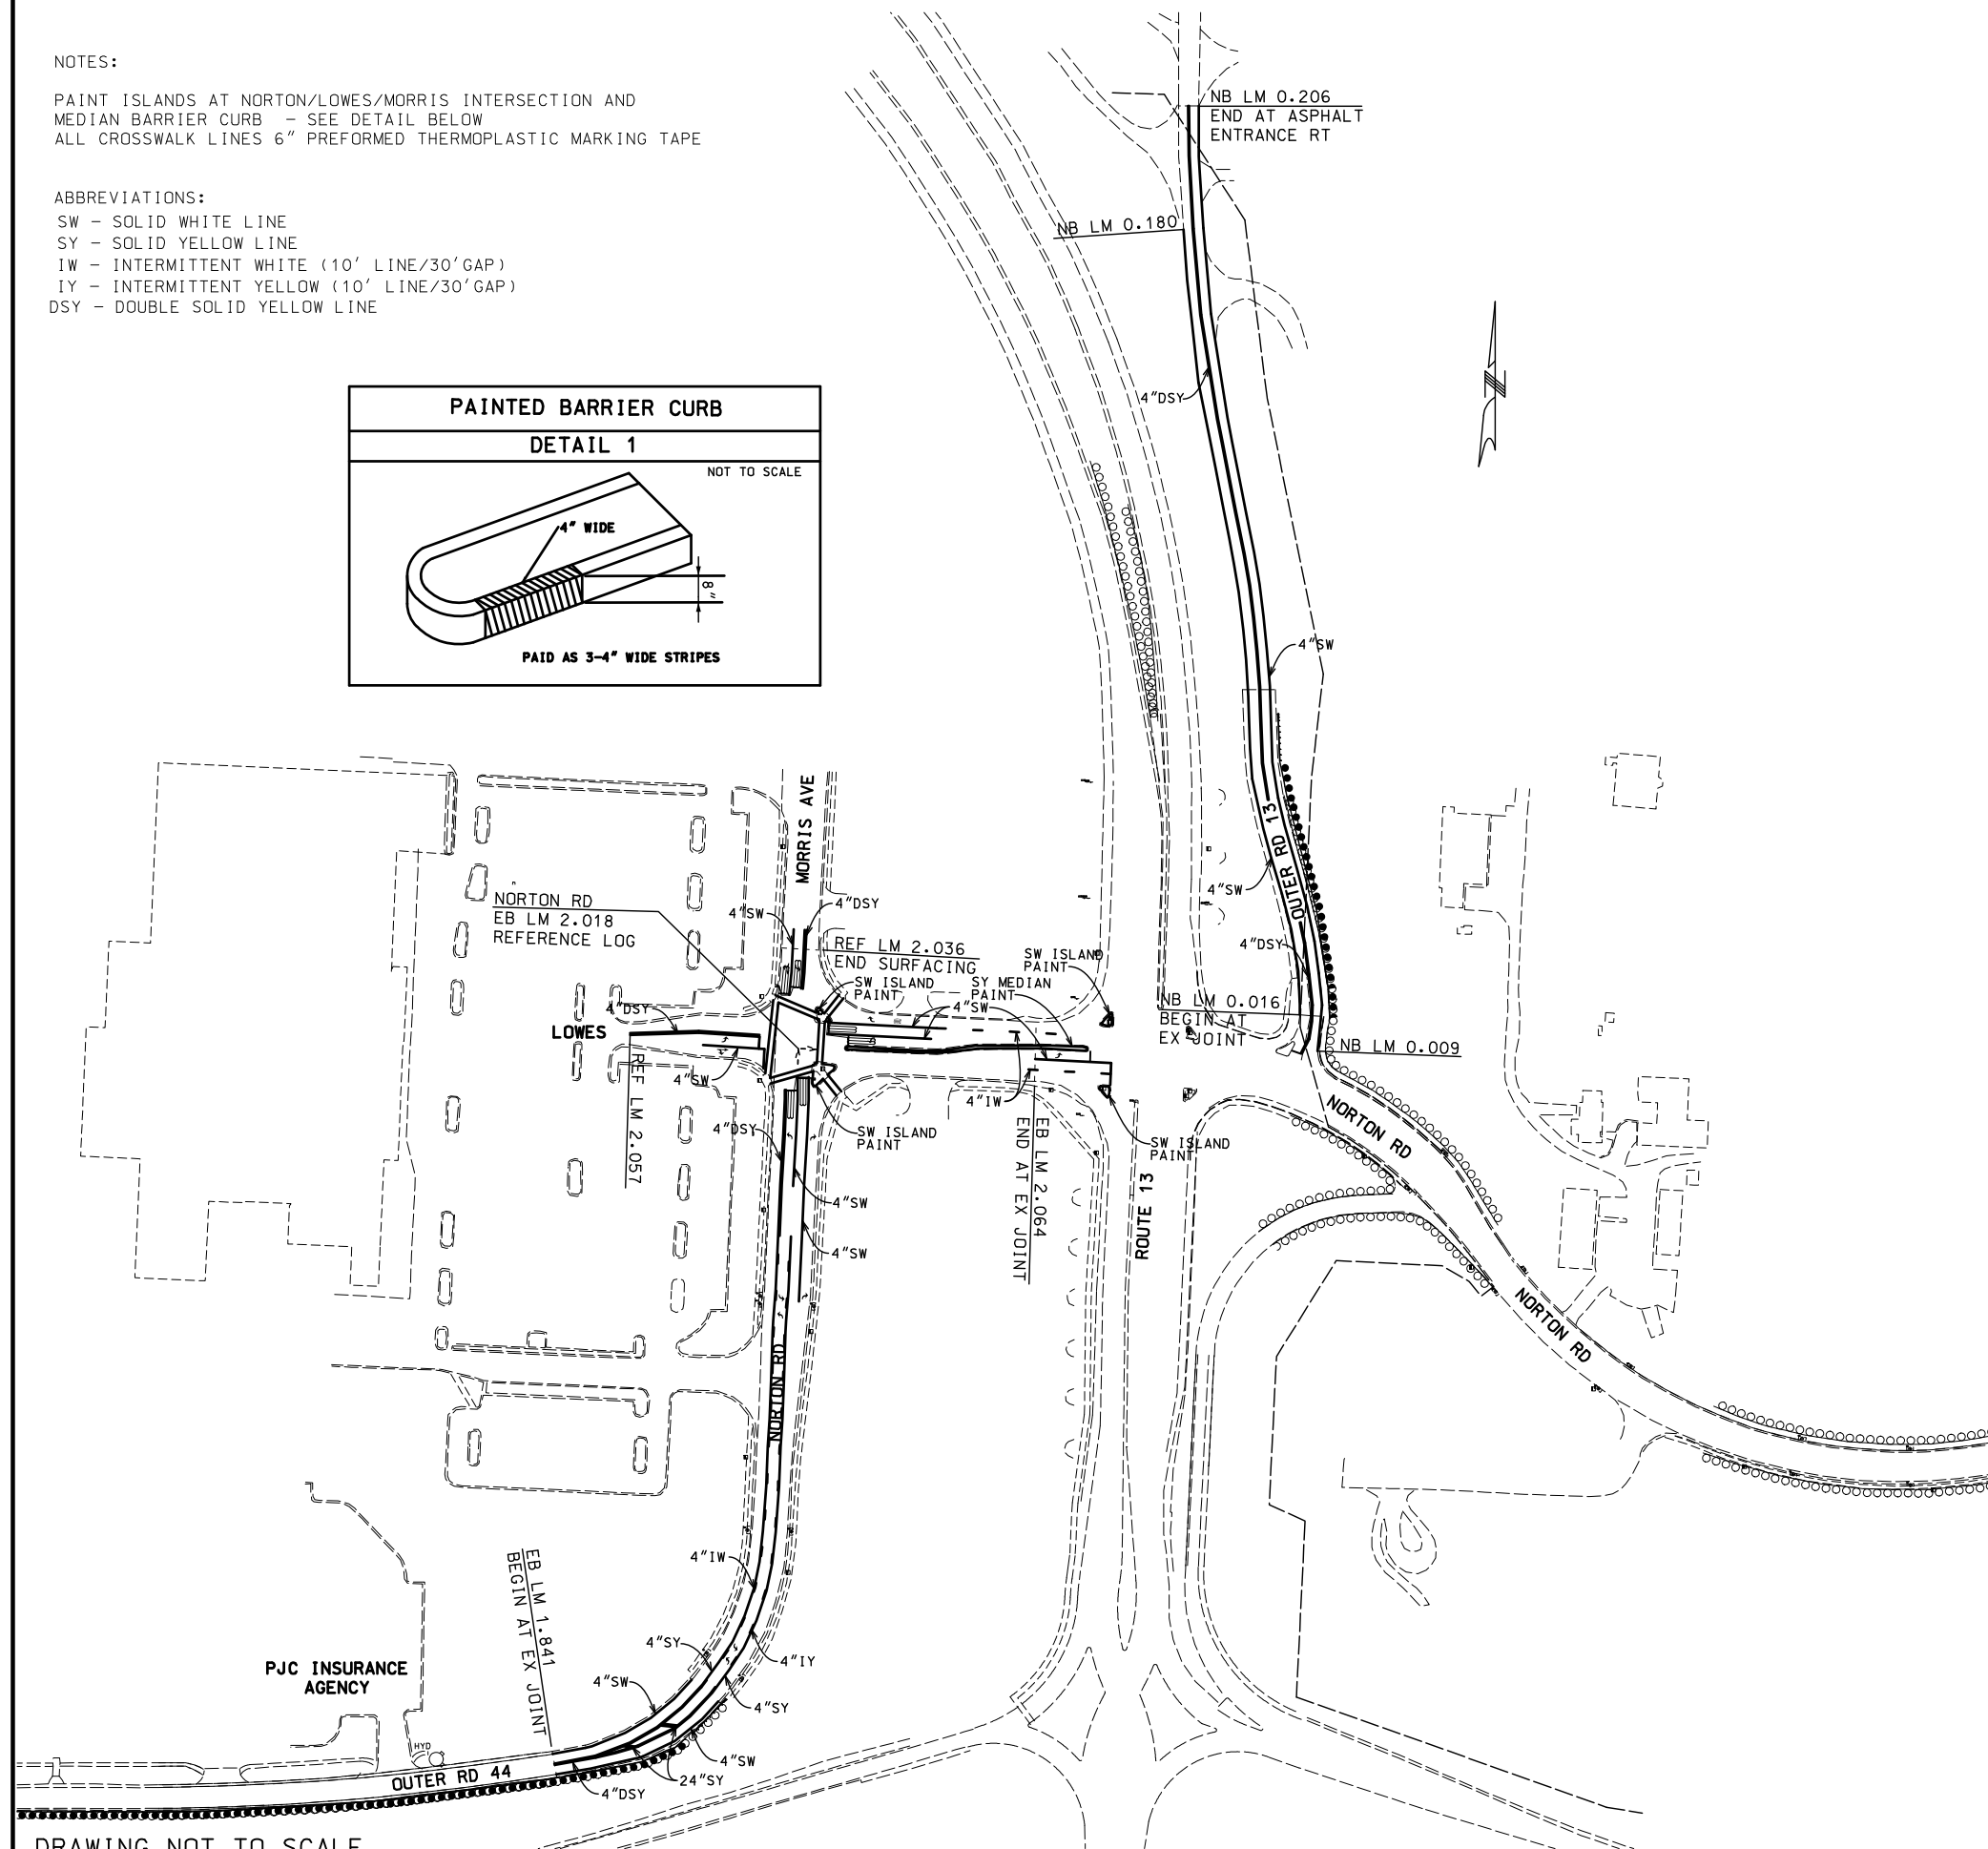 NOTES:
PAINT ISLANDS AT NORTON/LOWES/MORRIS INTERSECTION AND
MEDIAN BARRIER CURB - SEE DETAIL BELOW
ALL CROSSWALK LINES 6" PREFORMED THERMOPLASTIC MARKING TAPE
ABBREVIATIONS:
SW - SOLID WHITE LINE
SY - SOLID YELLOW LINE
IW - INTERMITTENT WHITE (10' LINE/30'GAP)
IY - INTERMITTENT YELLOW (10' LINE/30'GAP)
DSY - DOUBLE SOLID YELLOW LINE
NB LM 0.206
END AT ASPHALT
ENTRANCE RT
NB LM 0.180
N
4"DSY
PAINTED BARRIER CURB
DETAIL 1
NOT TO SCALE
4" WIDE
8"
PAID AS 3-4" WIDE STRIPES
4"SW
MORRIS AVE
OUTER RD 13
4"SW
4"DSY
NORTON RD
EB LM 2.018
REFERENCE LOG
4"SW
4"DSY
REF LM 2.036
END SURFACING
SW ISLAND
PAINT
SW ISLAND
PAINT
SY MEDIAN
PAINT
4"SW
NB LM 0.016
BEGIN AT
EX JOINT
NB LM 0.009
4"DSY
LOWES
4"SW
REF LM 2.057
4"IW
4"DSY
SW ISLAND
PAINT
EB LM 2.064
END AT EX JOINT
SW ISLAND
PAINT
ROUTE 13
NORTON RD
4"SW
4"SW
NORTON RD
NORTON RD
4"IW
EB LM 1.841
BEGIN AT EX JOINT
4"SY
4"IY
4"SW
4"SY
PJC INSURANCE
AGENCY
HYD
4"SW
24"SY
4"DSY
OUTER RD 44
DRAWING NOT TO SCALE